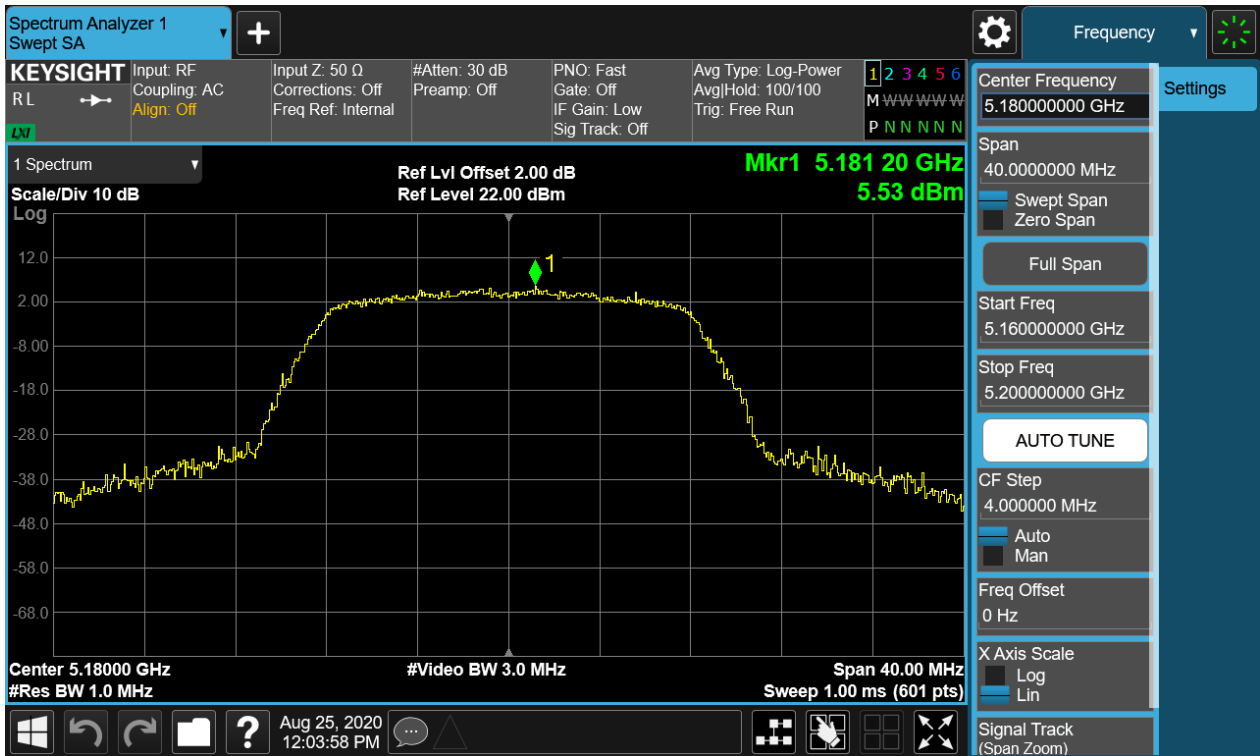 Spectrum Analyzer 1
Swept SA
+
Frequency
KEYSIGHT
R L
LXI
Input: RF
Coupling: AC
Align: Off
Input Z: 50 Ω
Corrections: Off
Freq Ref: Internal
#Atten: 30 dB
Preamp: Off
PNO: Fast
Gate: Off
IF Gain: Low
Sig Track: Off
Avg Type: Log-Power
Avg|Hold: 100/100
Trig: Free Run
1 2 3 4 5 6
M W W W W W
P N N N N N
1 Spectrum
Scale/Div 10 dB
Log
Ref Lvl Offset 2.00 dB
Ref Level 22.00 dBm
Mkr1 5.181 20 GHz
5.53 dBm
1
12.0
2.00
-8.00
-18.0
-28.0
-38.0
-48.0
-58.0
-68.0
Center 5.18000 GHz
#Res BW 1.0 MHz
#Video BW 3.0 MHz
Span 40.00 MHz
Sweep 1.00 ms (601 pts)
Center Frequency
5.180000000 GHz
Span
40.0000000 MHz
Swept Span
Zero Span
Full Span
Start Freq
5.160000000 GHz
Stop Freq
5.200000000 GHz
AUTO TUNE
CF Step
4.000000 MHz
Auto
Man
Freq Offset
0 Hz
X Axis Scale
Log
Lin
Signal Track
(Span Zoom)
Settings
?
Aug 25, 2020
12:03:58 PM